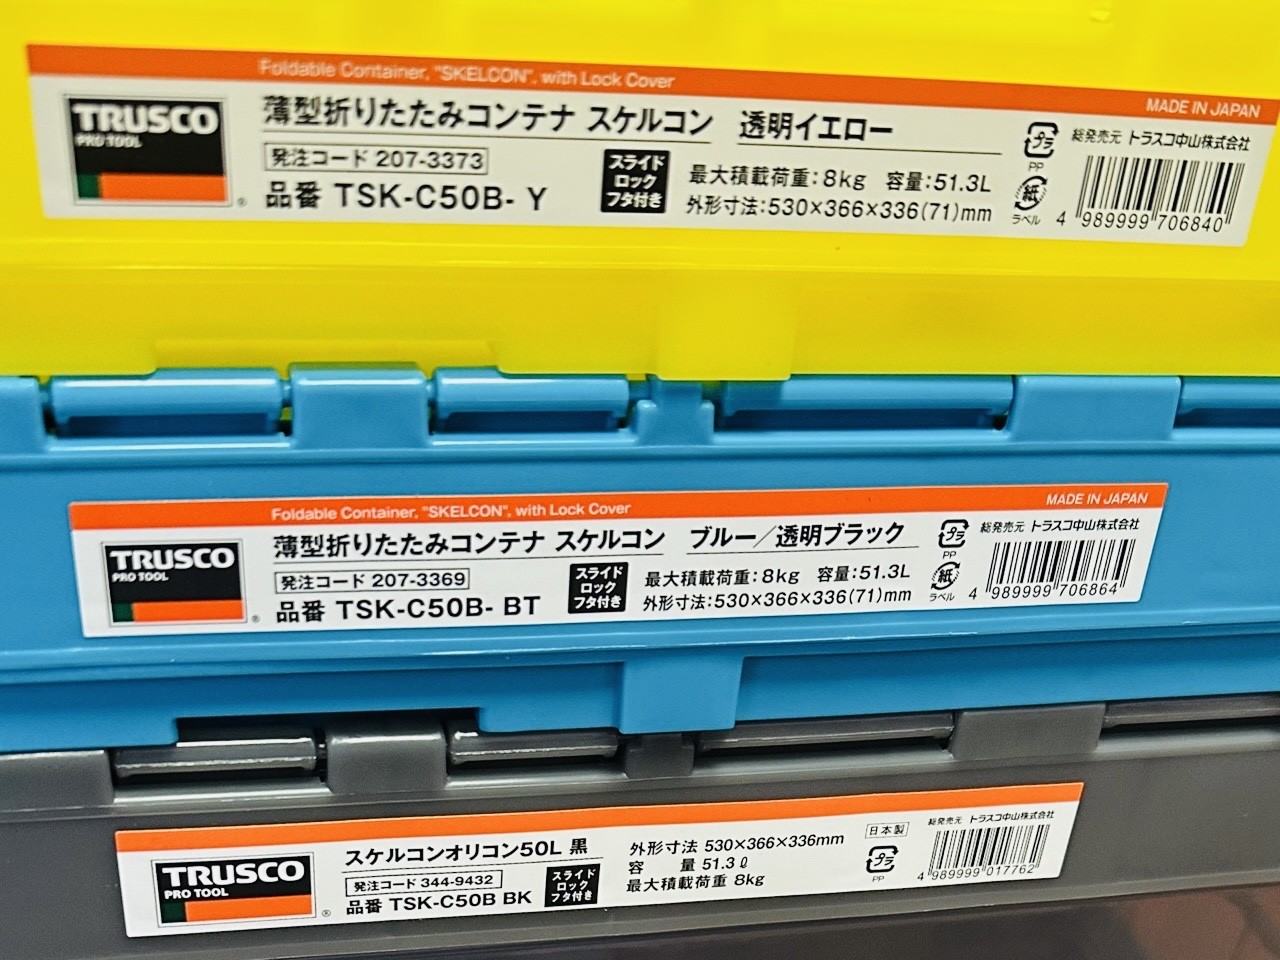 Foldable Container, "SKELCON", with Lock Cover
MADE IN JAPAN
TRUSCO
PRO TOOL
®
薄型折りたたみコンテナ スケルコン 透明イエロー
発注コード 207-3373
品番 TSK-C50B- Y
スライド
ロック
フタ付き
最大積載荷重:8kg 容量:51.3L
外形寸法:530×366×336(71)mm
プラ
PP
紙
ラベル
総発売元 トラスコ中山株式会社
4 989999 706840
Foldable Container, "SKELCON", with Lock Cover
MADE IN JAPAN
TRUSCO
PRO TOOL
®
薄型折りたたみコンテナ スケルコン ブルー/透明ブラック
発注コード 207-3369
品番 TSK-C50B- BT
スライド
ロック
フタ付き
最大積載荷重:8kg 容量:51.3L
外形寸法:530×366×336(71)mm
プラ
PP
紙
ラベル
総発売元 トラスコ中山株式会社
4 989999 706864
TRUSCO
PRO TOOL
®
スケルコンオリコン50L 黒
発注コード 344-9432
品番 TSK-C50B BK
スライド
ロック
フタ付き
外形寸法 530×366×336mm
容 量 51.3ℓ
最大積載荷重 8kg
日本製
プラ
PP
総発売元 トラスコ中山株式会社
4 989999 017762